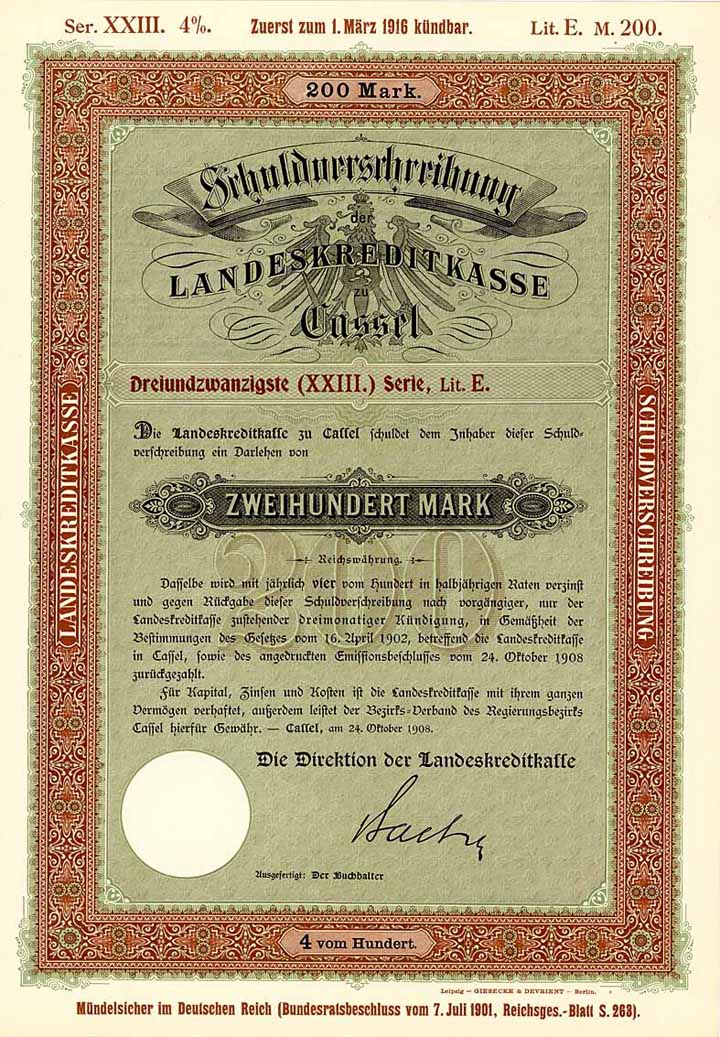 Ser. XXIII. 4%. Zuerst zum 1. März 1916 kündbar. Lit. E. M. 200.
200 Mark.
Schuldverschreibung
der
LANDESKREDITKASSE
zu
Cassel
Dreiundzwanzigste (XXIII.) Serie, Lit. E.
Die Landeskreditkasse zu Cassel schuldet dem Inhaber dieser Schuld-
verschreibung ein Darlehen von
ZWEIHUNDERT MARK
200
Reichswährung.
Dasselbe wird mit jährlich vier vom Hundert in halbjährigen Raten verzinst
und gegen Rückgabe dieser Schuldverschreibung nach vorgängiger, nur der
Landeskreditkasse zustehender dreimonatiger Kündigung, in Gemäßheit der
Bestimmungen des Gesetzes vom 16. April 1902, betreffend die Landeskreditkasse
in Cassel, sowie des angedruckten Emissionsbeschlusses vom 24. Oktober 1908
zurückgezahlt.
Für Kapital, Zinsen und Kosten ist die Landeskreditkasse mit ihrem ganzen
Vermögen verhaftet, außerdem leistet der Bezirks-Verband des Regierungsbezirks
Cassel hierfür Gewähr. — Cassel, am 24. Oktober 1908.
Die Direktion der Landeskreditkasse
Ausgefertigt: Der Buchhalter
4 vom Hundert.
LANDESKREDITKASSE
SCHULDVERSCHREIBUNG
Leipzig — GIESECKE & DEVRIENT — Berlin.
Mündelsicher im Deutschen Reich (Bundesratsbeschluss vom 7. Juli 1901, Reichsges.-Blatt S. 263).